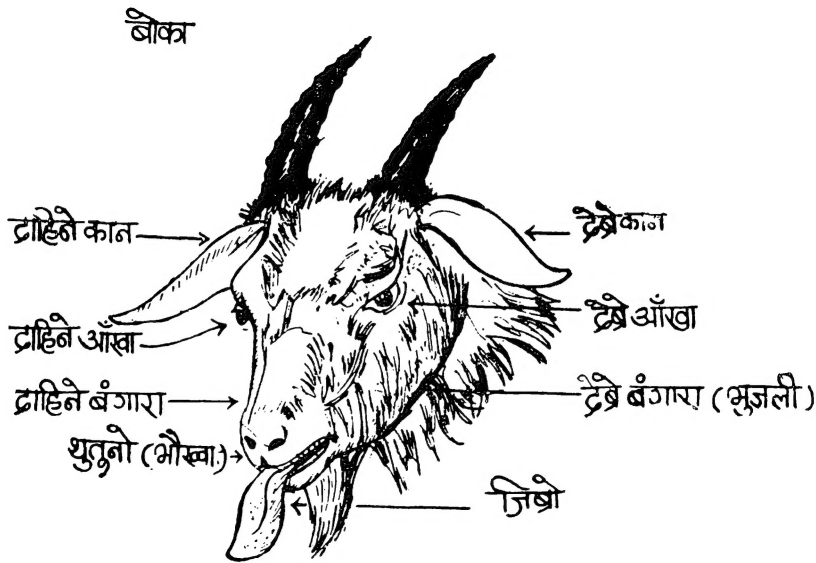 बोका
दाहिने कान
देब्रे कान
दाहिने आँखा
देब्रे आँखा
दाहिने बंगारा
देब्रे बंगारा (भुजली)
थुतुनो (भौख्वा)
जिब्रो